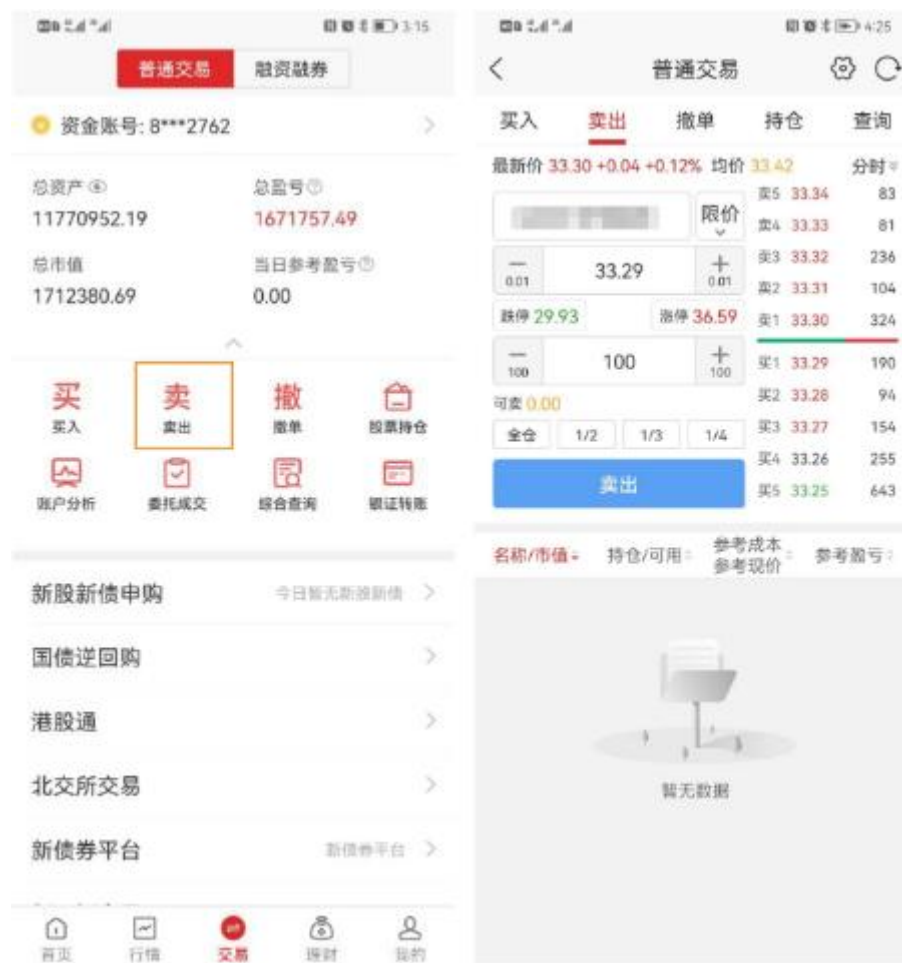 3:15
普通交易 融资融券
资金账号: 8***2762
总资产 总盈亏
11770952.19 1671757.49
总市值 当日参考盈亏
1712380.69 0.00
买 卖 撤
买入 卖出 撤单 股票持仓
账户分析 委托成交 综合查询 银证转账
新股新债申购 今日暂无新股新债
国债逆回购
港股通
北交所交易
新债券平台 新债券平台
首页 行情 交易 理财 我的
4:25
普通交易
买入 卖出 撤单 持仓 查询
最新价 33.30 +0.04 +0.12% 均价 33.42 分时
限价
— 33.29 +
0.01 0.01
跌停 29.93 涨停 36.59
— 100 +
100 100
可卖 0.00
全仓 1/2 1/3 1/4
卖出
卖5 33.34 83
卖4 33.33 81
卖3 33.32 236
卖2 33.31 104
卖1 33.30 324
买1 33.29 190
买2 33.28 94
买3 33.27 154
买4 33.26 255
买5 33.25 643
名称/市值 持仓/可用 参考成本 参考盈亏
参考现价
暂无数据